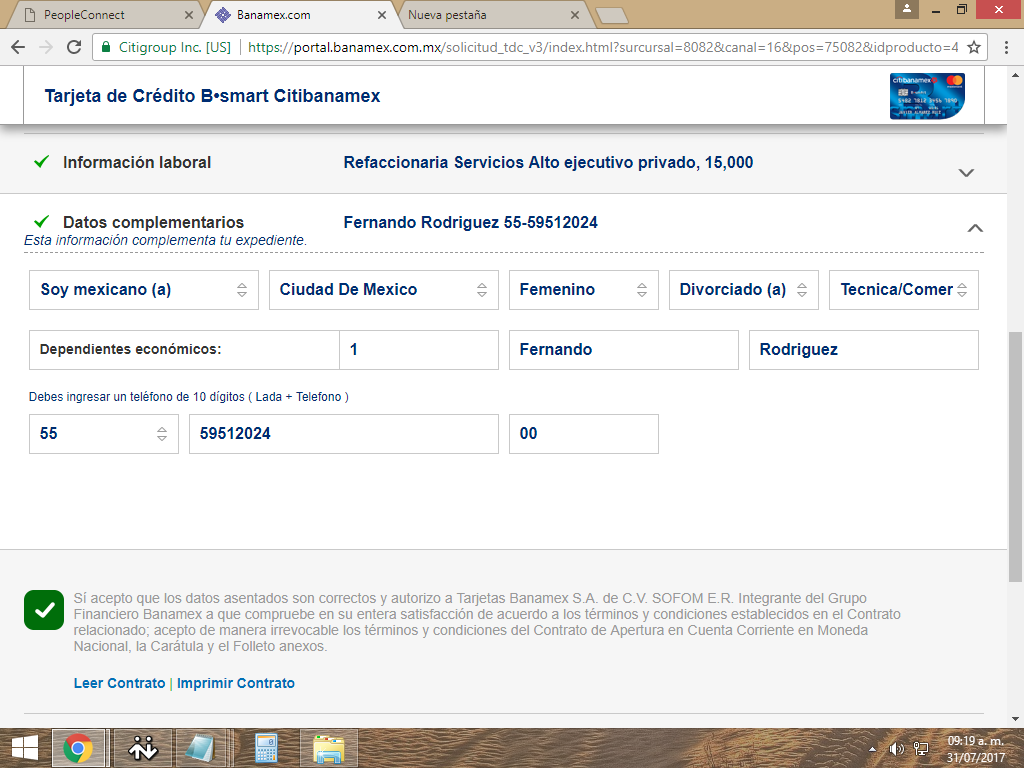 PeopleConnect
Banamex.com
Nueva pestaña
Citigroup Inc. [US]
https://portal.banamex.com.mx/solicitud_tdc_v3/index.html?sursursal=8082&canal=16&pos=75082&idproducto=4
Tarjeta de Crédito B•smart Citibanamex
citibanamex
Información laboral
Refaccionaria Servicios Alto ejecutivo privado, 15,000
Datos complementarios
Fernando Rodriguez 55-59512024
Esta información complementa tu expediente.
Soy mexicano (a)
Ciudad De Mexico
Femenino
Divorciado (a)
Tecnica/Comer
Dependientes económicos:
1
Fernando
Rodriguez
Debes ingresar un teléfono de 10 dígitos ( Lada + Telefono )
55
59512024
00
Sí acepto que los datos asentados son correctos y autorizo a Tarjetas Banamex S.A. de C.V. SOFOM E.R. Integrante del Grupo
Financiero Banamex a que compruebe en su entera satisfacción de acuerdo a los términos y condiciones establecidos en el Contrato
relacionado; acepto de manera irrevocable los términos y condiciones del Contrato de Apertura en Cuenta Corriente en Moneda
Nacional, la Carátula y el Folleto anexos.
Leer Contrato | Imprimir Contrato
09:19 a. m.
31/07/2017